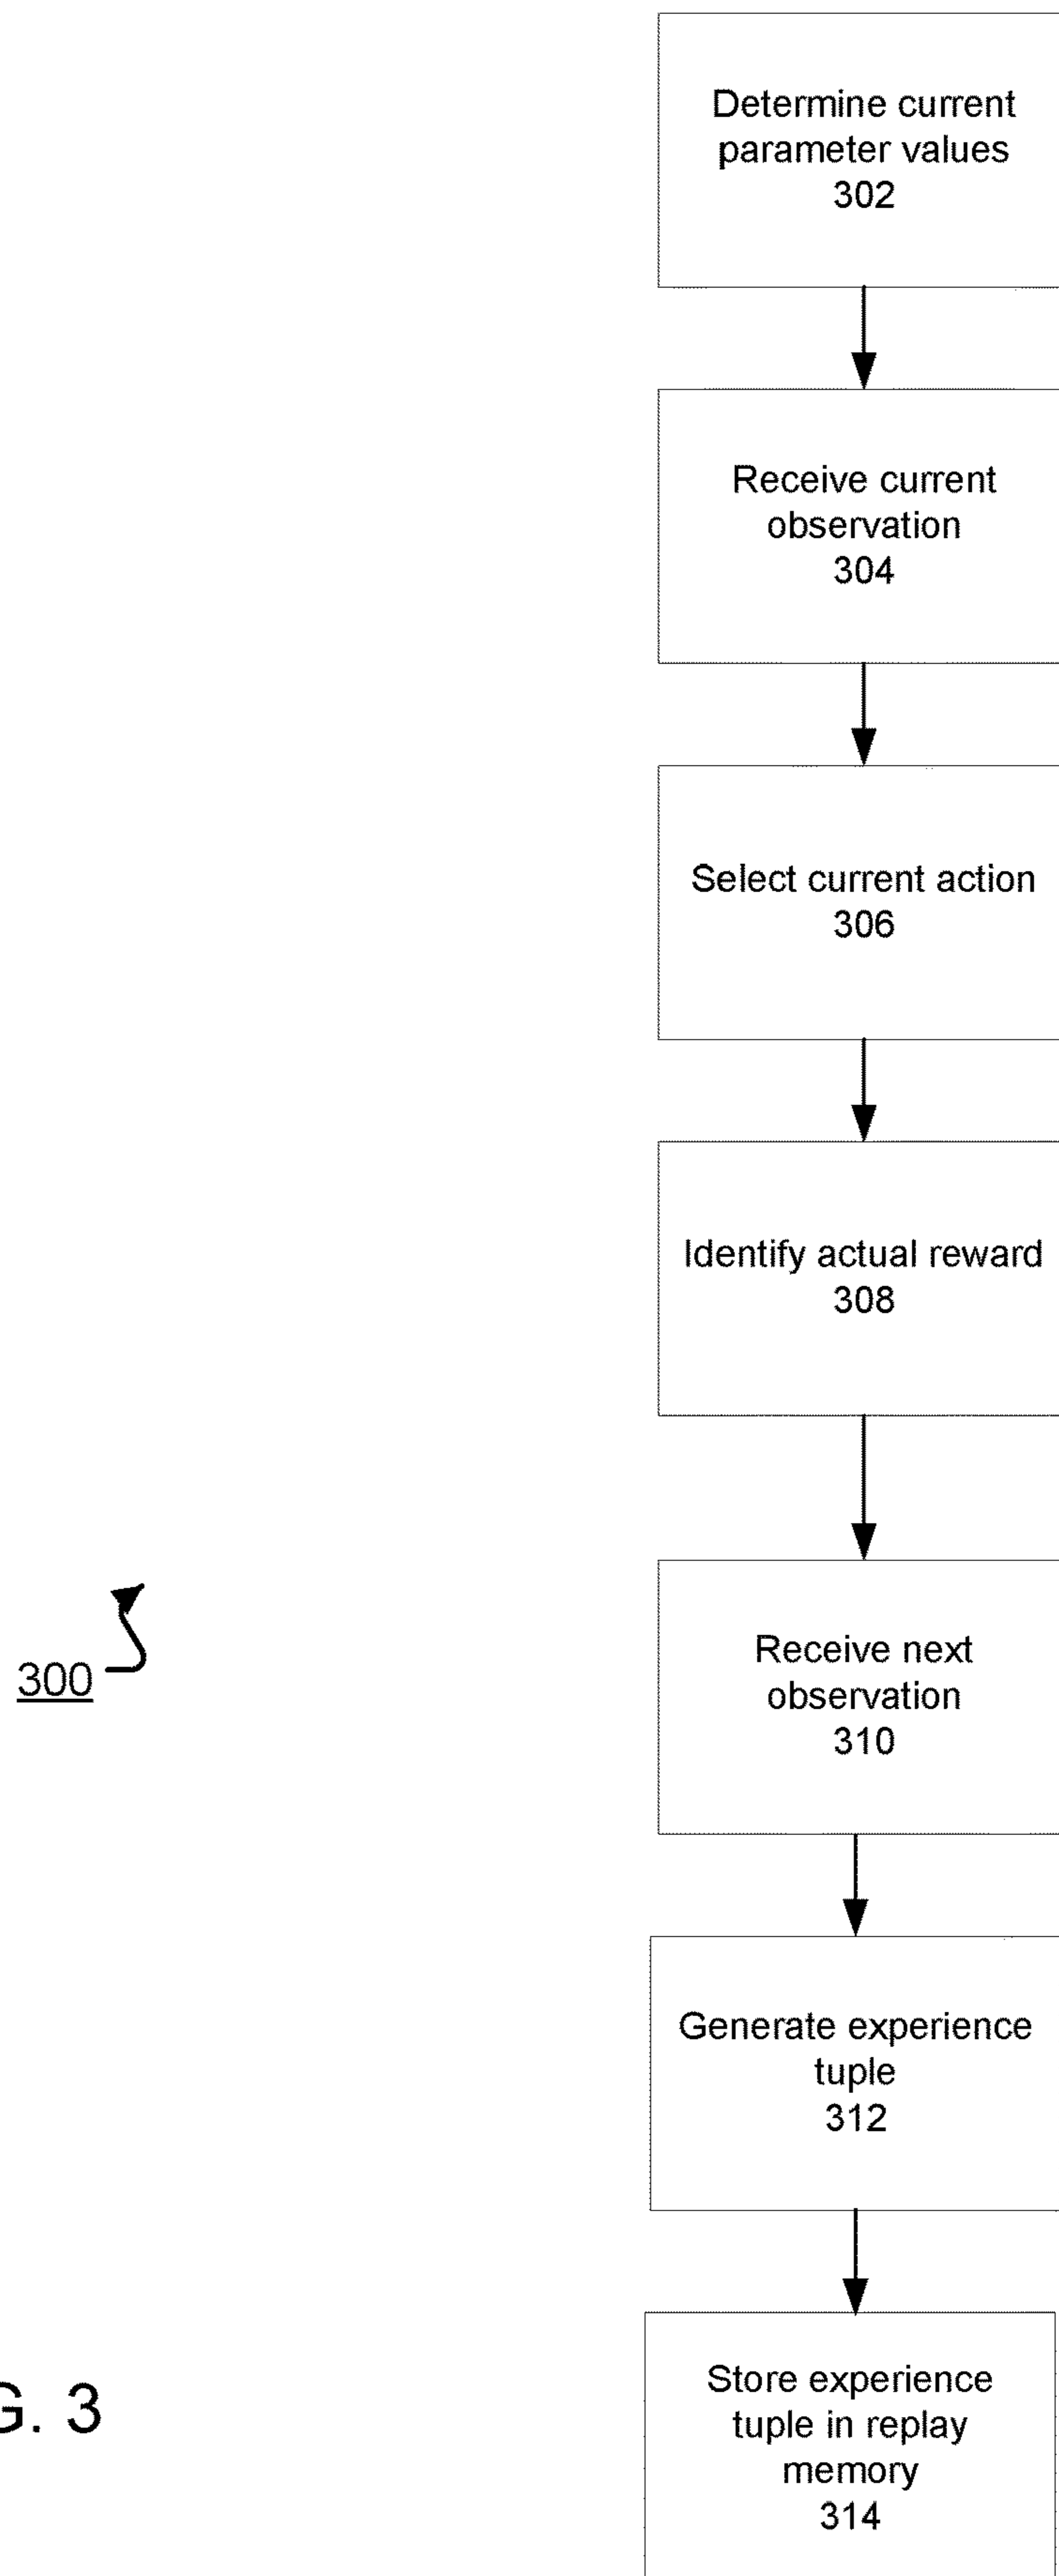 Determine current
parameter values
302
Receive current
observation
304
Select current action
306
Identify actual reward
308
Receive next
observation
310
300
Generate experience
tuple
312
Store experience
tuple in replay
memory
314
G. 3